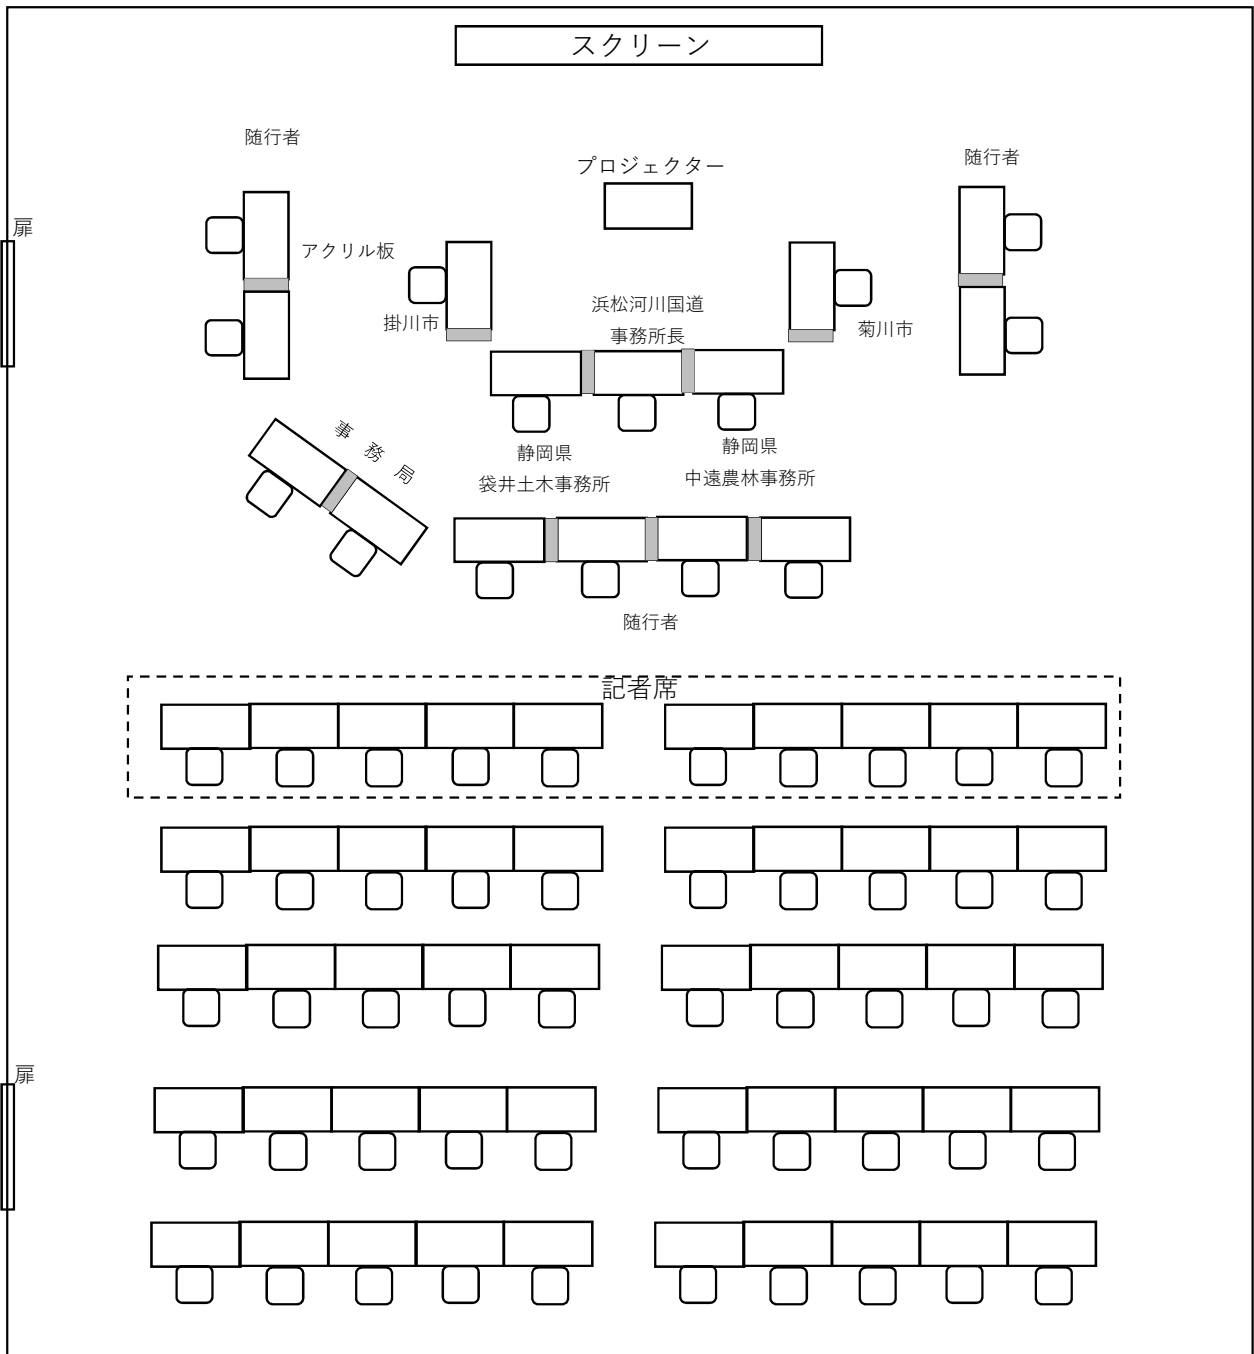 スクリーン
随行者
プロジェクター
随行者
扉
アクリル板
浜松河川国道
事務所長
掛川市
菊川市
事務局
静岡県
袋井土木事務所
静岡県
中遠農林事務所
随行者
記者席
扉